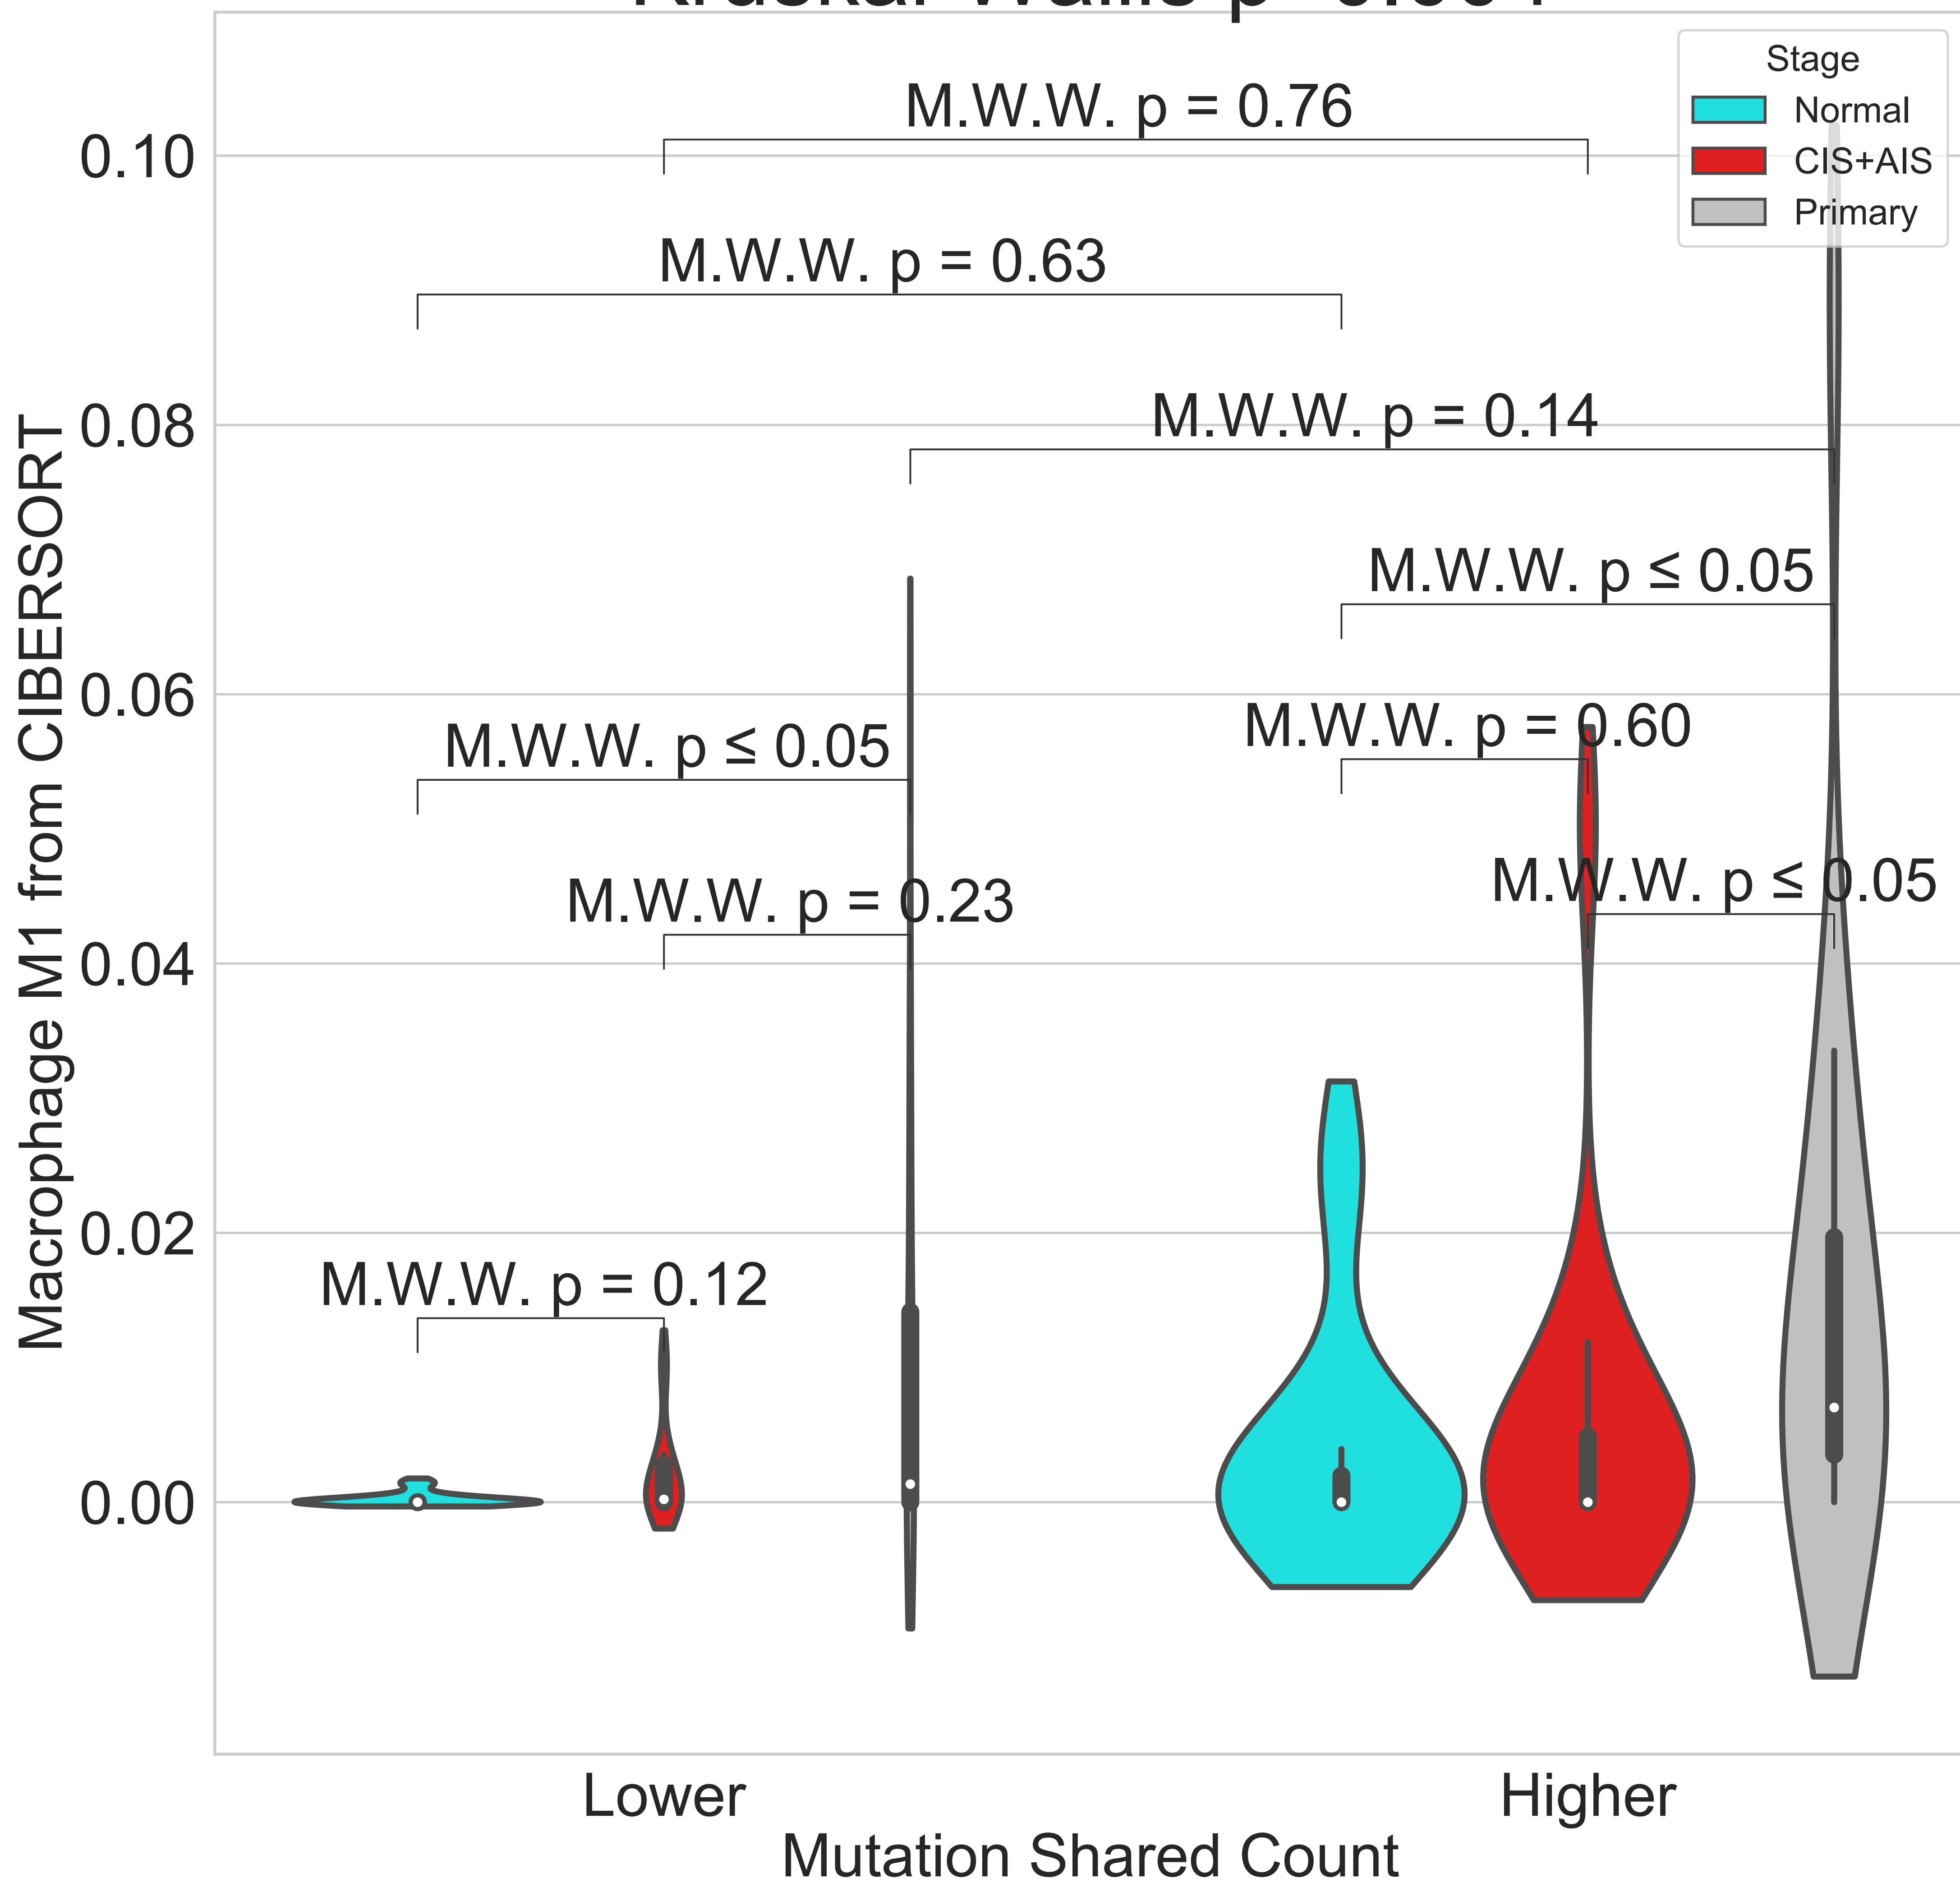 Stage
Normal
CIS+AIS
Primary
M.W.W. p = 0.76
M.W.W. p = 0.63
M.W.W. p = 0.14
M.W.W. p ≤ 0.05
M.W.W. p ≤ 0.05
M.W.W. p = 0.60
M.W.W. p = 0.23
M.W.W. p ≤ 0.05
M.W.W. p = 0.12
0.10
0.08
0.06
0.04
0.02
0.00
Macrophage M1 from CIBERSORT
Lower
Higher
Mutation Shared Count